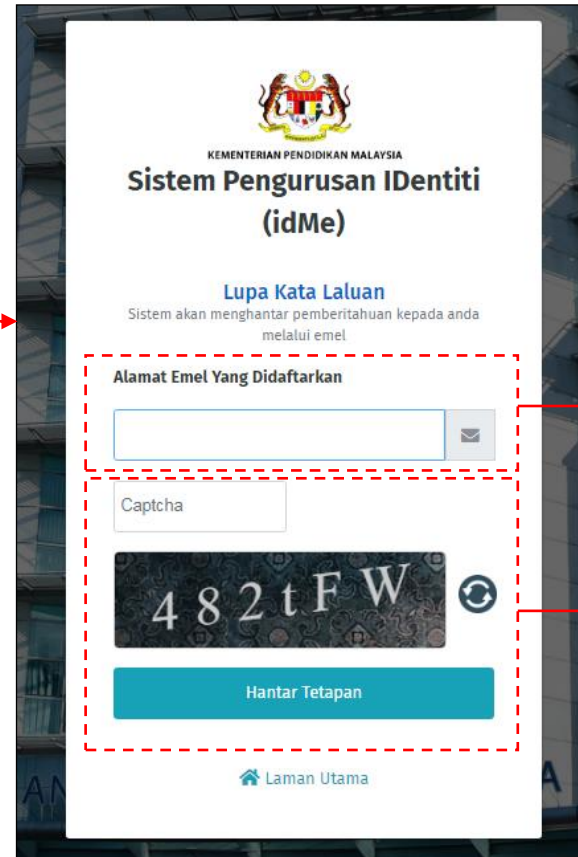 KEMENTERIAN PENDIDIKAN MALAYSIA
Sistem Pengurusan IDentiti
(idMe)
Lupa Kata Laluan
Sistem akan menghantar pemberitahuan kepada anda
melalui emel
Alamat Emel Yang Didaftarkan
Captcha
482tFW
Hantar Tetapan
Laman Utama
AN
A